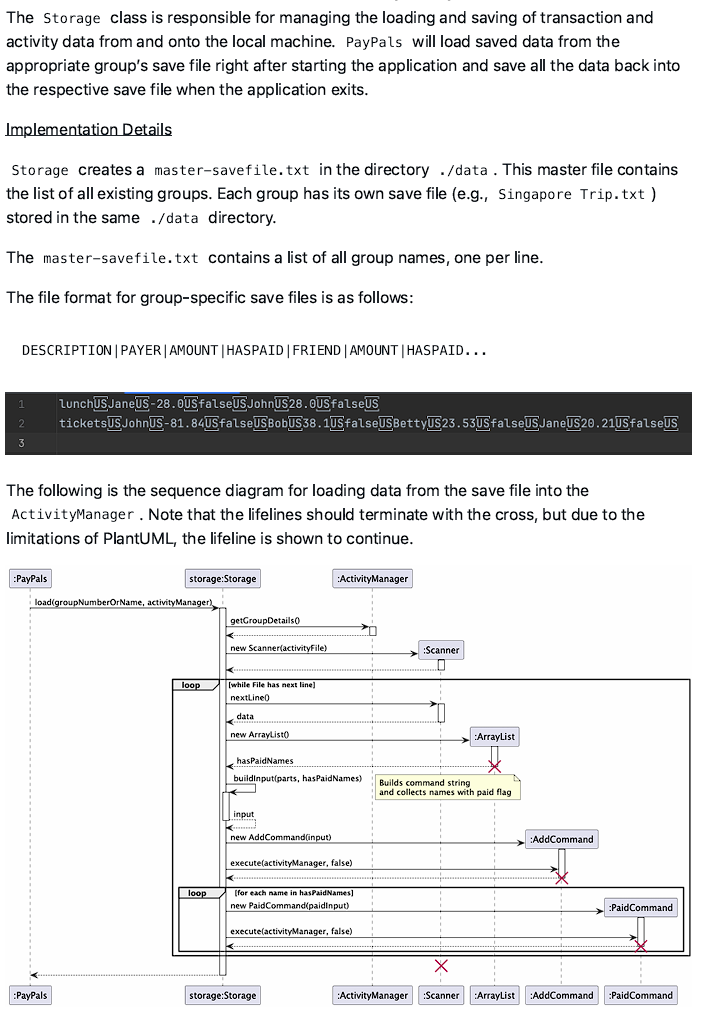 The Storage class is responsible for managing the loading and saving of transaction and
activity data from and onto the local machine. PayPals will load saved data from the
appropriate group's save file right after starting the application and save all the data back into
the respective save file when the application exits.
Implementation Details
Storage creates a master-savefile.txt in the directory ./data . This master file contains
the list of all existing groups. Each group has its own save file (e.g., Singapore Trip.txt )
stored in the same ./data directory.
The master-savefile.txt contains a list of all group names, one per line.
The file format for group-specific save files is as follows:
DESCRIPTION|PAYER|AMOUNT|HASPAID|FRIEND|AMOUNT|HASPAID...
1 lunchUSJaneUS-28.0USfalseUSJohnUS28.0USfalseUS
2 ticketsUSJohnUS-81.84USfalseUSBobUS38.1USfalseUSBettyUS23.53USfalseUSJaneUS20.21USfalseUS
3
The following is the sequence diagram for loading data from the save file into the
ActivityManager . Note that the lifelines should terminate with the cross, but due to the
limitations of PlantUML, the lifeline is shown to continue.
:PayPals storage:Storage :ActivityManager
load(groupNumberOrName, activityManager)
getGroupDetails()
new Scanner(activityFile) :Scanner
loop [while File has next line]
nextLine()
data
new ArrayList() :ArrayList
hasPaidNames
buildInput(parts, hasPaidNames)
Builds command string
and collects names with paid flag
input
new AddCommand(input) :AddCommand
execute(activityManager, false)
loop [for each name in hasPaidNames]
new PaidCommand(paidInput) :PaidCommand
execute(activityManager, false)
:PayPals storage:Storage :ActivityManager :Scanner :ArrayList :AddCommand :PaidCommand